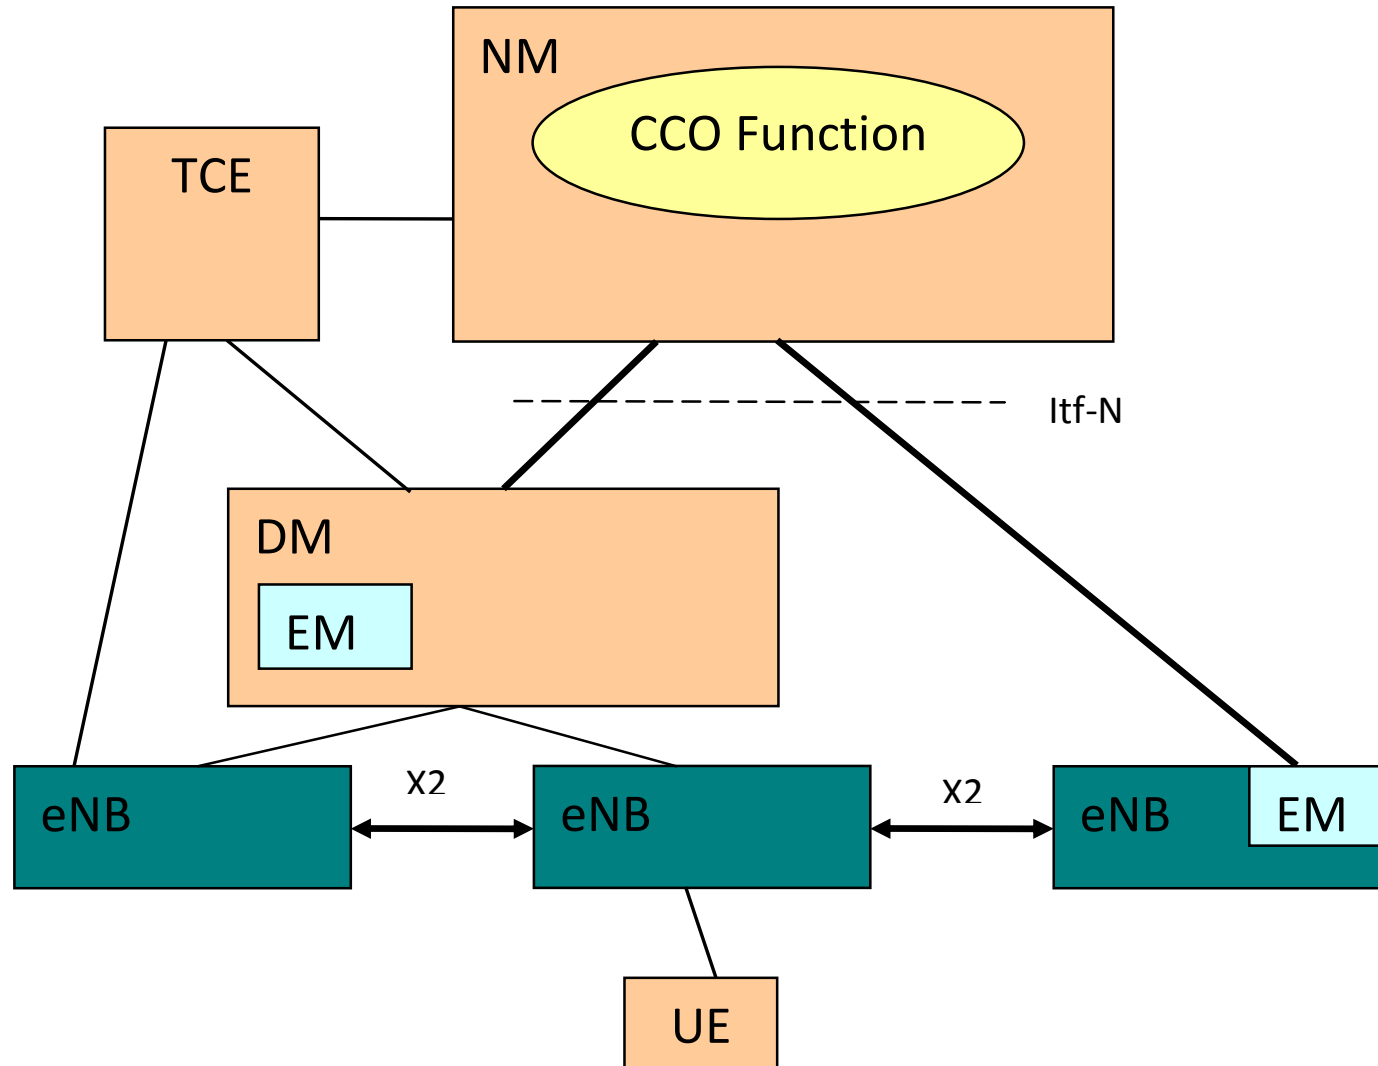 NM
CCO Function
TCE
Itf-N
DM
EM
X2
X2
eNB
eNB
eNB
EM
UE